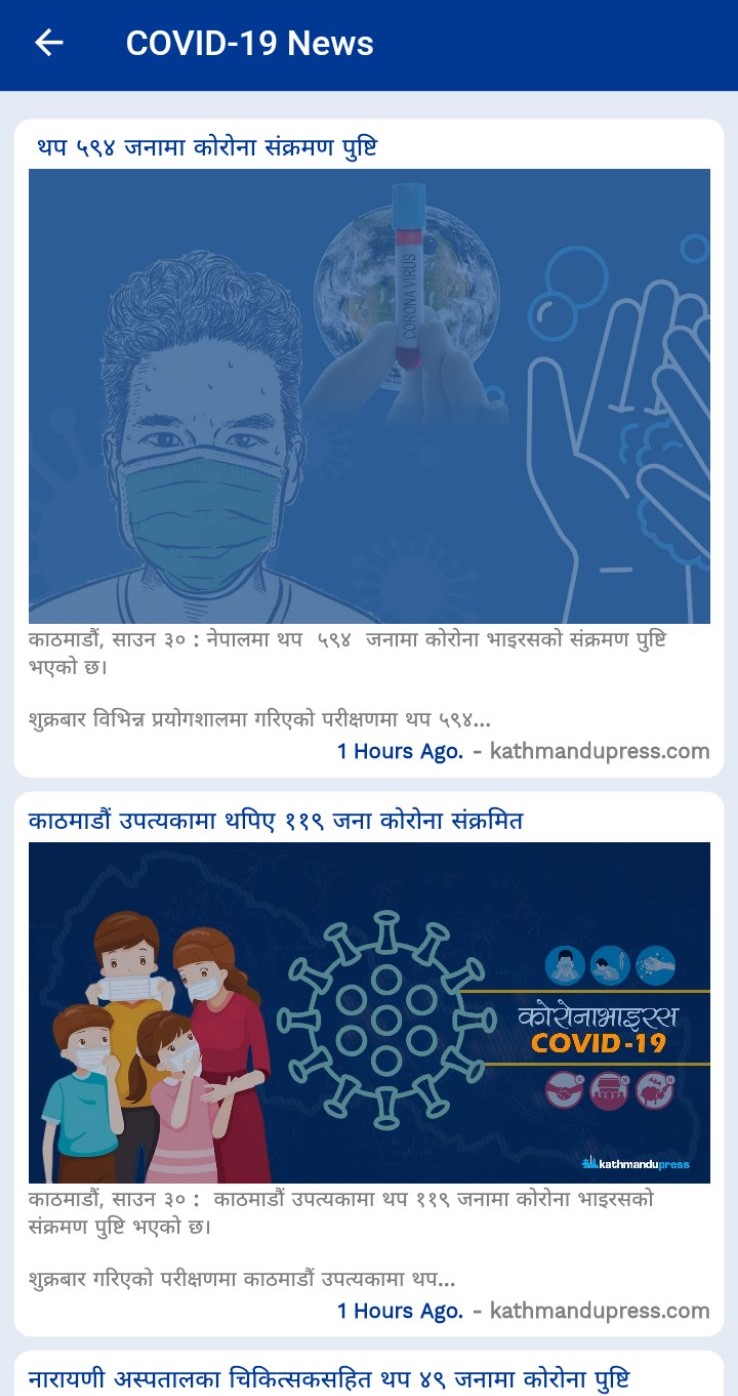 COVID-19 News
थप ५९४ जनामा कोरोना संक्रमण पुष्टि
CORONA VIRUS
काठमाडौं, साउन ३० : नेपालमा थप ५९४ जनामा कोरोना भाइरसको संक्रमण पुष्टि
भएको छ।
शुक्रबार विभिन्न प्रयोगशालमा गरिएको परीक्षणमा थप ५९४...
1 Hours Ago. - kathmandupress.com
काठमाडौं उपत्यकामा थपिए ११९ जना कोरोना संक्रमित
कोरोनाभाइरस
COVID-19
kathmandupress
काठमाडौं, साउन ३० : काठमाडौं उपत्यकामा थप ११९ जनामा कोरोना भाइरसको
संक्रमण पुष्टि भएको छ।
शुक्रबार गरिएको परीक्षणमा काठमाडौं उपत्यकामा थप...
1 Hours Ago. - kathmandupress.com
नारायणी अस्पतालका चिकित्सकसहित थप ४९ जनामा कोरोना पुष्टि